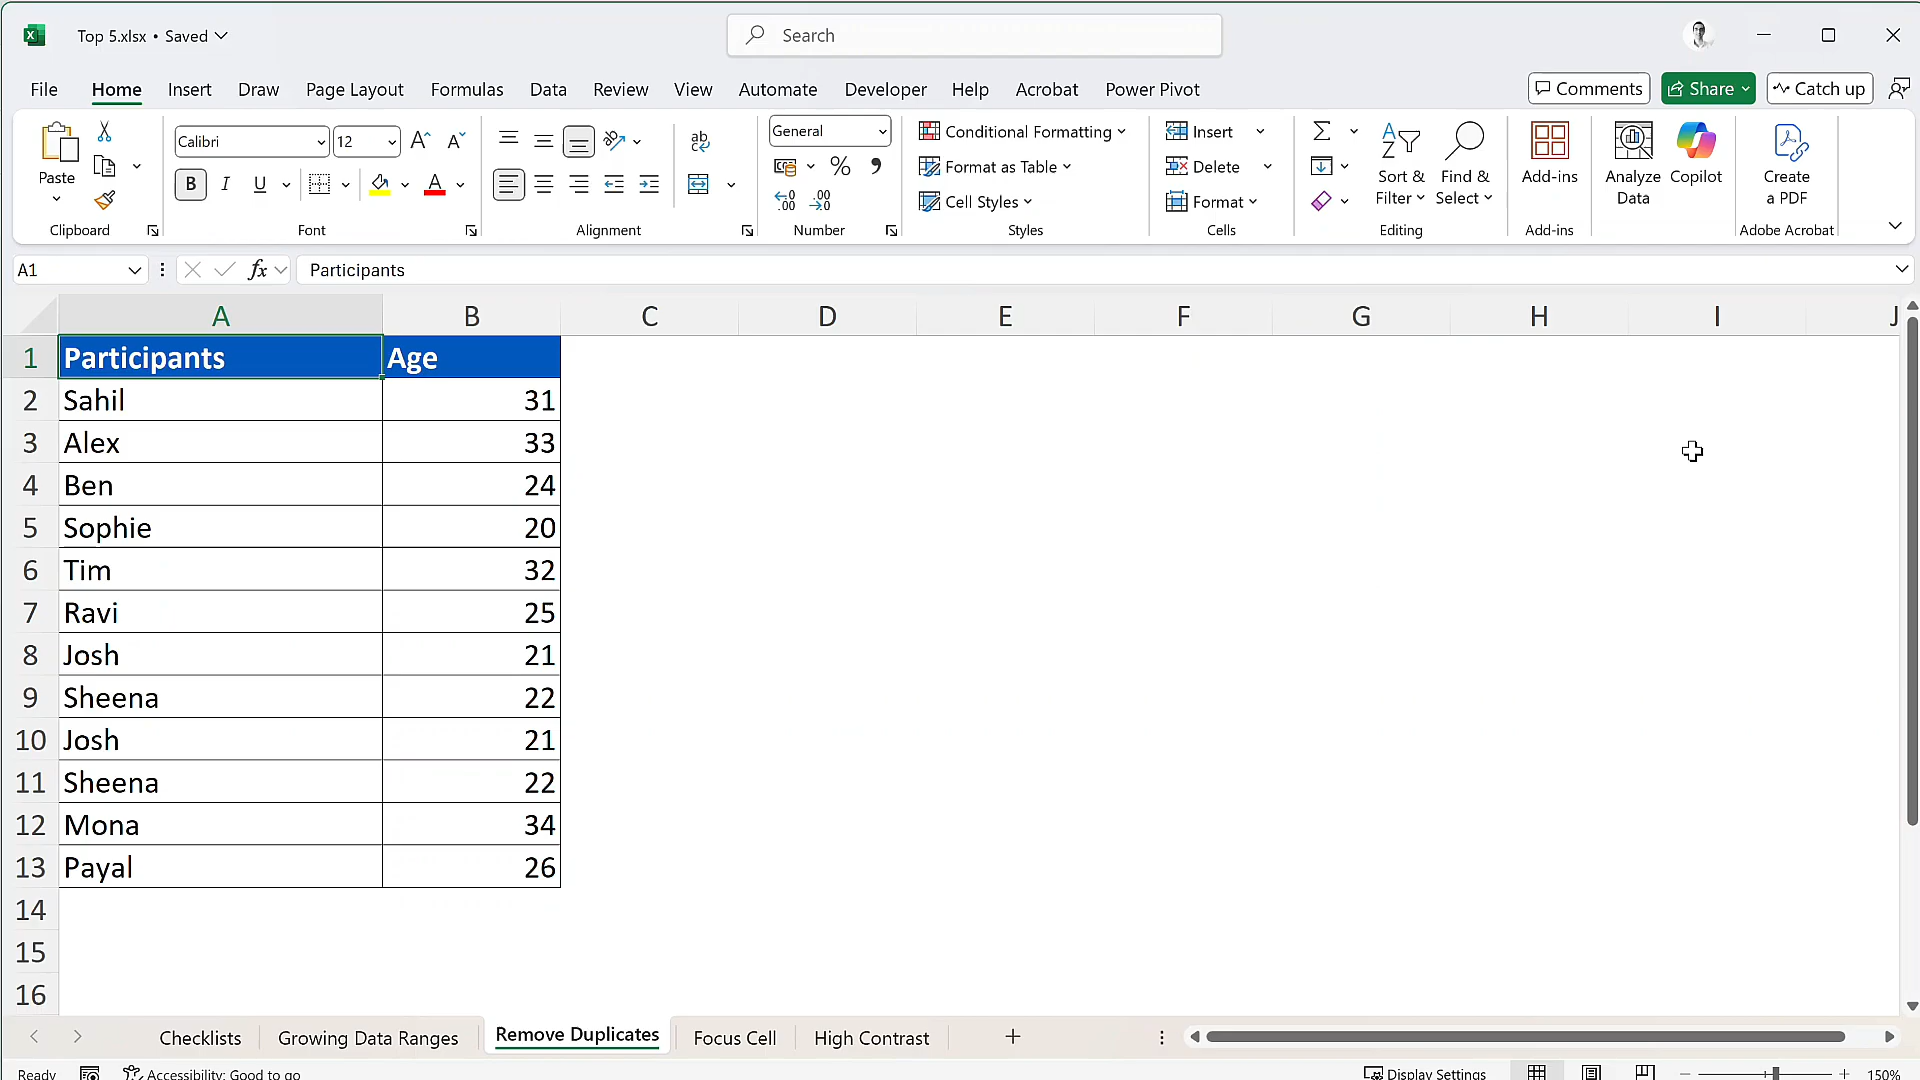 Top 5.xlsx • Saved
Search
File Home Insert Draw Page Layout Formulas Data Review View Automate Developer Help Acrobat Power Pivot
Comments Share Catch up
Paste
Clipboard
Calibri 12
B I U A
Font
ab
Alignment
General
% ,
.00
Number
Conditional Formatting
Format as Table
Cell Styles
Styles
Insert
Delete
Format
Cells
Σ
Sort & Filter
Find & Select
Editing
Add-ins
Add-ins
Analyze Data
Copilot
Create a PDF
Adobe Acrobat
A1 fx Participants
A B C D E F G H I J
1 Participants Age
2 Sahil 31
3 Alex 33
4 Ben 24
5 Sophie 20
6 Tim 32
7 Ravi 25
8 Josh 21
9 Sheena 22
10 Josh 21
11 Sheena 22
12 Mona 34
13 Payal 26
14
15
16
Checklists Growing Data Ranges Remove Duplicates Focus Cell High Contrast +
Ready Accessibility: Good to go Display Settings 150%